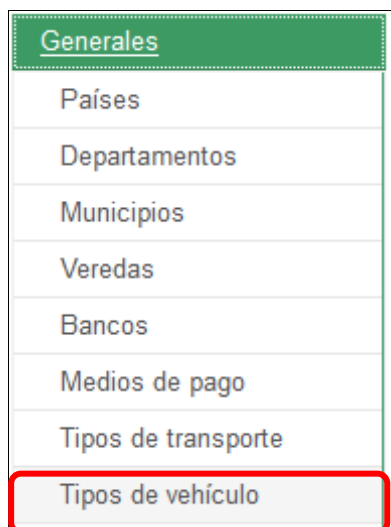 Generales
Países
Departamentos
Municipios
Veredas
Bancos
Medios de pago
Tipos de transporte
Tipos de vehículo